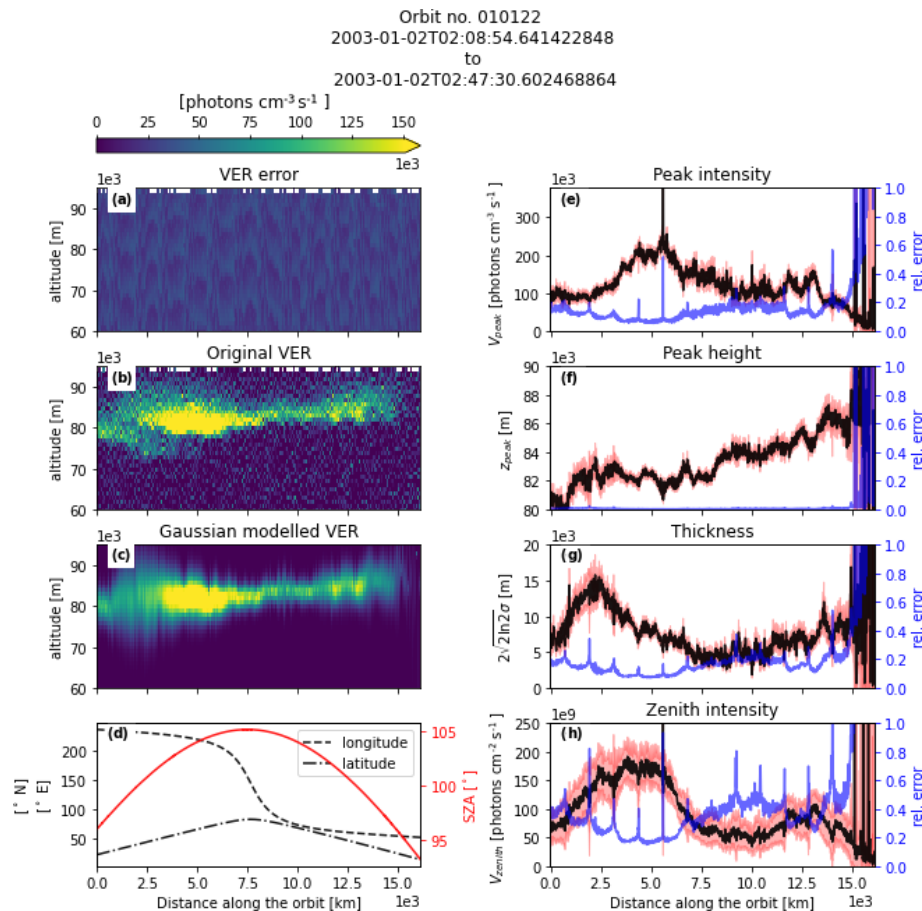 Orbit no. 010122
2003-01-02T02:08:54.641422848
to
2003-01-02T02:47:30.602468864
[photons cm⁻³ s⁻¹ ]
0 25 50 75 100 125 150
1e3
VER error
1e3
(a)
90
80
70
60
altitude [m]
Peak intensity
1e3
(e)
300
200
100
0
V_peak [photons cm⁻³ s⁻¹]
1.0
0.8
0.6
0.4
0.2
0.0
rel. error
Original VER
1e3
(b)
90
80
70
60
altitude [m]
Peak height
1e3
(f)
90
88
86
84
82
80
z_peak [m]
1.0
0.8
0.6
0.4
0.2
0.0
rel. error
Gaussian modelled VER
1e3
(c)
90
80
70
60
altitude [m]
Thickness
1e3
(g)
20
15
10
5
0
2√2ln2σ [m]
1.0
0.8
0.6
0.4
0.2
0.0
rel. error
(d)
longitude
latitude
200
150
100
50
[° N]
[° E]
105
100
95
SZA [°]
0.0 2.5 5.0 7.5 10.0 12.5 15.0
Distance along the orbit [km]
1e3
Zenith intensity
1e9
(h)
250
200
150
100
50
0
V_zenith [photons cm⁻² s⁻¹]
1.0
0.8
0.6
0.4
0.2
0.0
rel. error
0.0 2.5 5.0 7.5 10.0 12.5 15.0
Distance along the orbit [km]
1e3